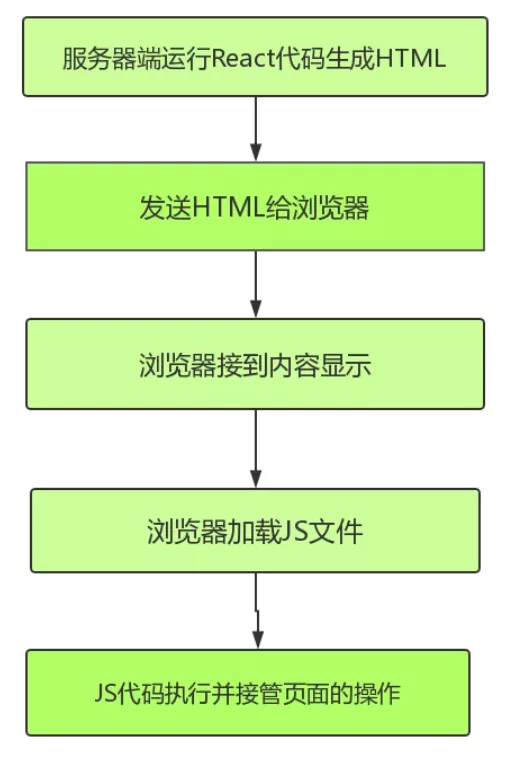 服务器端运行React代码生成HTML
发送HTML给浏览器
浏览器接到内容显示
浏览器加载JS文件
JS代码执行并接管页面的操作